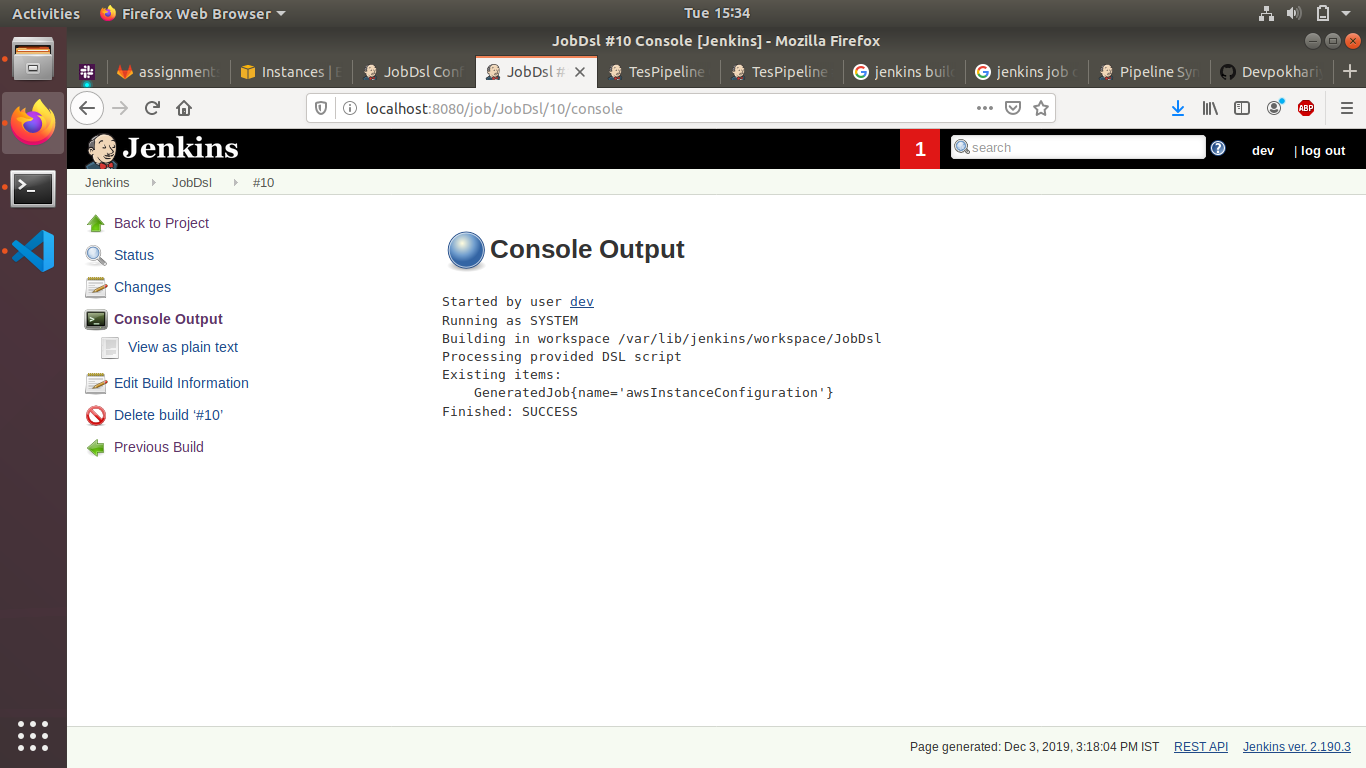 Activities Firefox Web Browser Tue 15:34
JobDsl #10 Console [Jenkins] - Mozilla Firefox
assignments Instances | E JobDsl Con JobDsl # TesPipeline TesPipeline jenkins buil jenkins job Pipeline Syn Devpokhari
localhost:8080/job/JobDsl/10/console ABP
Jenkins 1 search dev | log out
Jenkins JobDsl #10
Back to Project
Status
Changes
Console Output
View as plain text
Edit Build Information
Delete build ‘#10’
Previous Build
Console Output
Started by user dev
Running as SYSTEM
Building in workspace /var/lib/jenkins/workspace/JobDsl
Processing provided DSL script
Existing items:
    GeneratedJob{name='awsInstanceConfiguration'}
Finished: SUCCESS
Page generated: Dec 3, 2019, 3:18:04 PM IST REST API Jenkins ver. 2.190.3